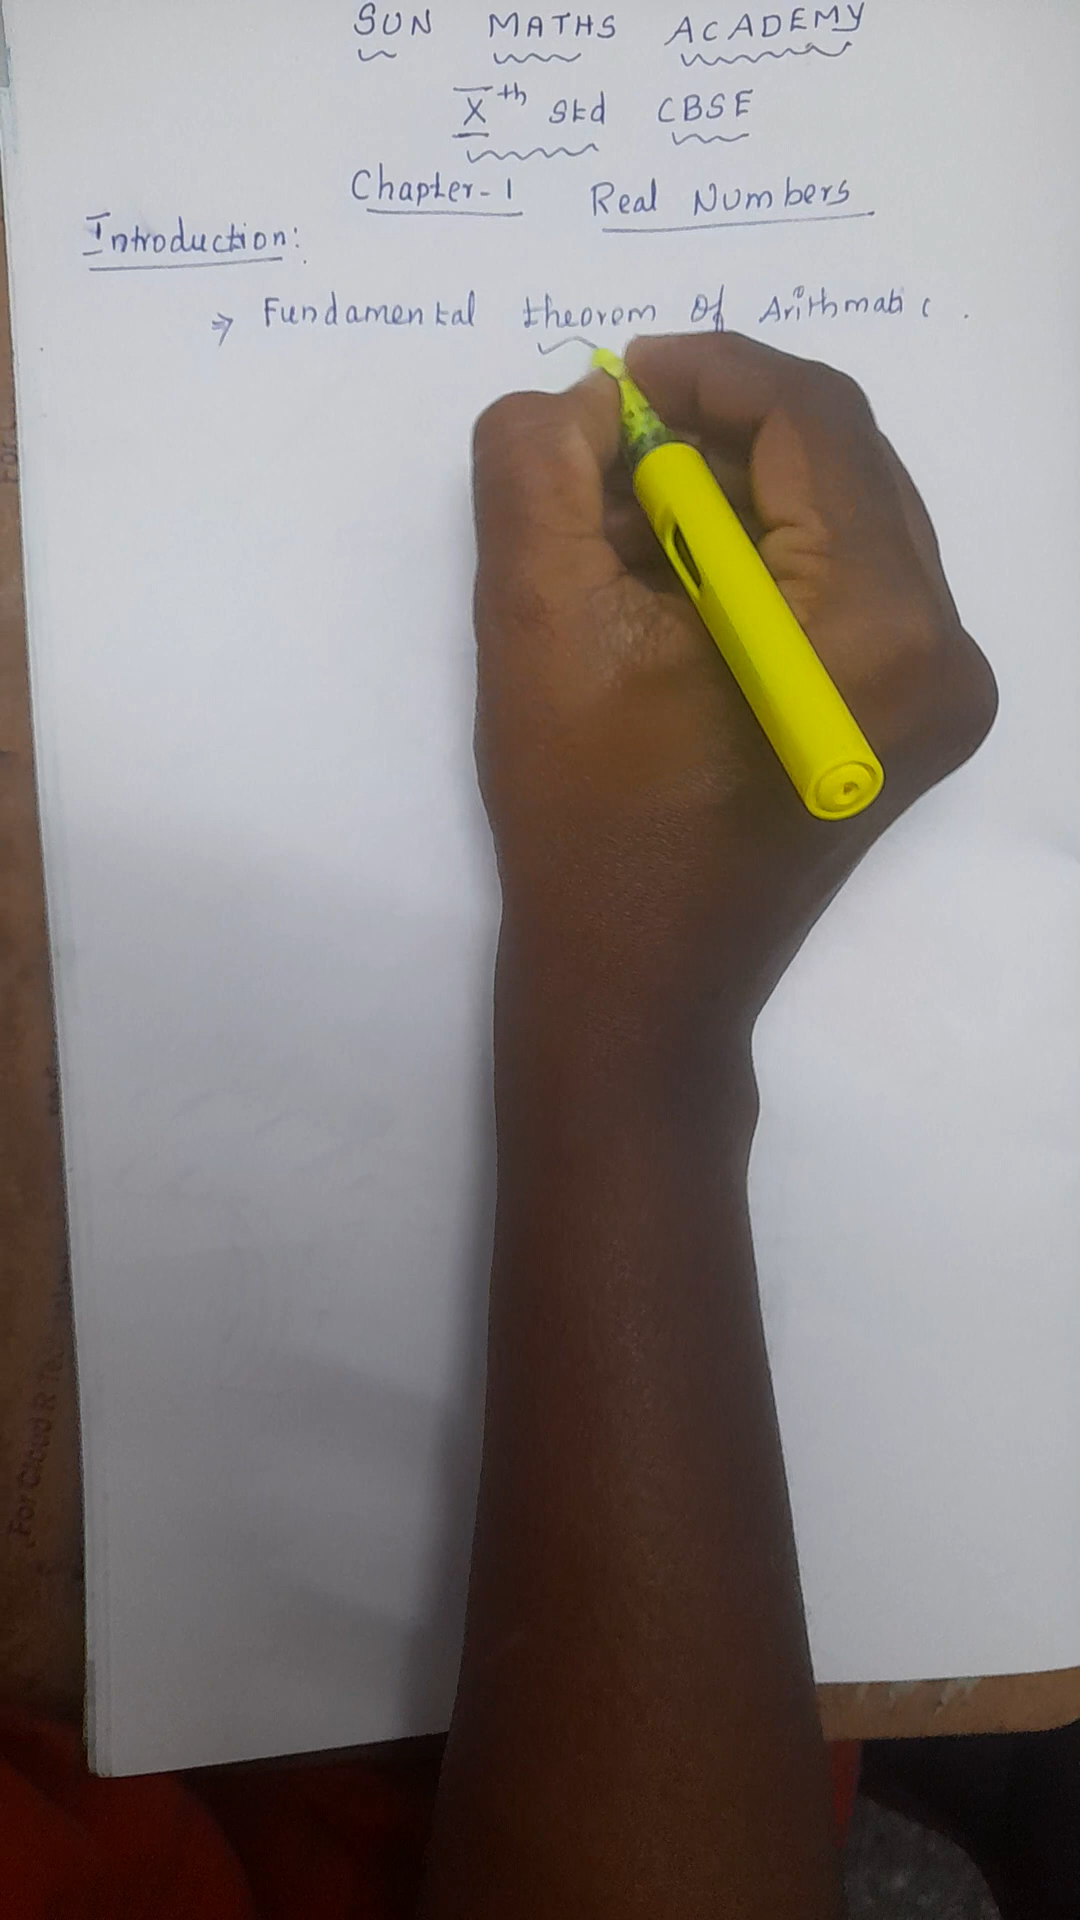 SUN MATHS ACADEMY
Xth Std CBSE
Chapter-1 Real Numbers
Introduction:
⇒ Fundamental theorem of Arithmatic.